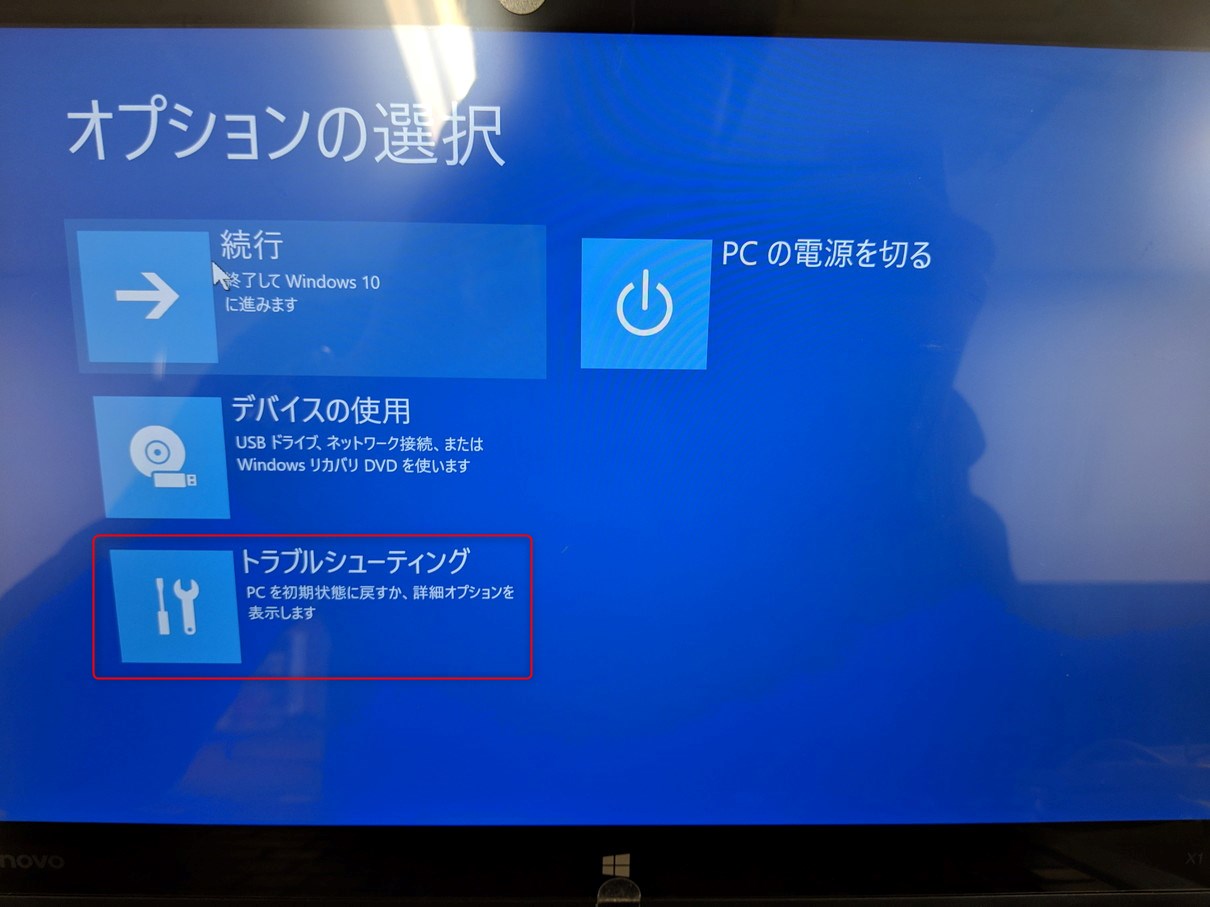 オプションの選択
続行
終了して Windows 10
に進みます
PC の電源を切る
デバイスの使用
USB ドライブ、ネットワーク接続、または
Windows リカバリ DVD を使います
トラブルシューティング
PC を初期状態に戻すか、詳細オプションを
表示します
novo
X1